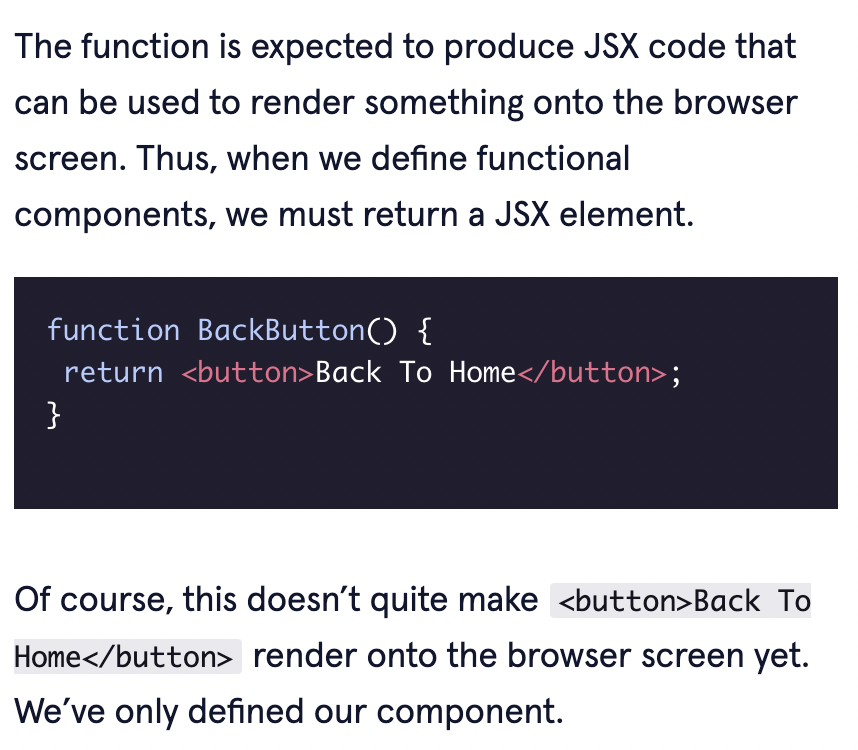 The function is expected to produce JSX code that
can be used to render something onto the browser
screen. Thus, when we define functional
components, we must return a JSX element.
function BackButton() {
 return <button>Back To Home</button>;
}
Of course, this doesn’t quite make <button>Back To
Home</button> render onto the browser screen yet.
We’ve only defined our component.